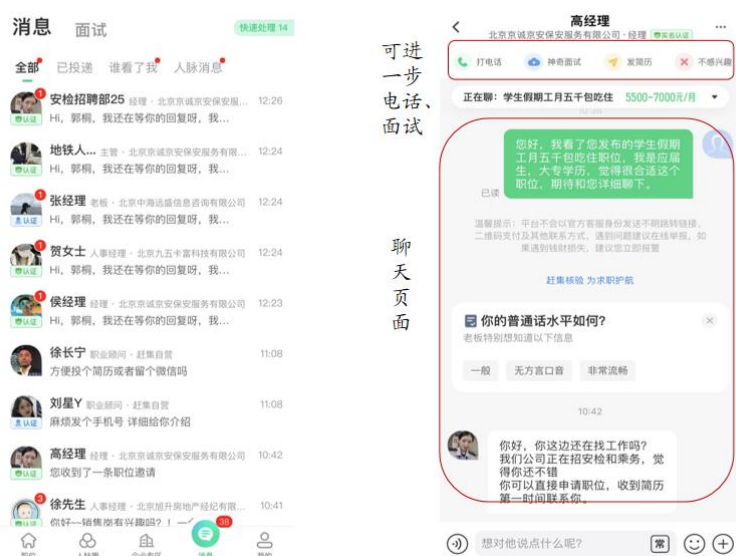 消息
面试
快速处理 14
全部
已投递
谁看了我
人脉消息
安检招聘部25 经理 · 北京京诚京安保安服... 12:26
Hi，郭桐，我还在等你的回复呀，我...
认证
地铁人... 主管 · 北京京诚京安保安服务有限... 12:24
Hi，郭桐，我还在等你的回复呀，我...
认证
张经理 老板 · 北京中海远盛信息咨询有限公司 12:24
Hi，郭桐，我还在等你的回复呀，我...
认证
贺女士 人事经理 · 北京九五卡富科技有限公司 12:24
Hi，郭桐，我还在等你的回复呀，我...
认证
侯经理 经理 · 北京京诚京安保安服务有限公司 12:23
Hi，郭桐，我还在等你的回复呀，我...
认证
徐长宁 职业顾问 · 赶集自营 11:08
方便投个简历或者留个微信吗
刘星Y 职业顾问 · 赶集自营 11:08
麻烦发个手机号 详细给你介绍
认证
高经理 经理 · 北京京诚京安保安服务有限公司 10:42
您收到了一条职位邀请
认证
徐先生 人事经理 · 北京旭升房地产经纪有限... 10:41
3
38
可进
一步
电话、
面试
聊
天
页
面
高经理
北京京诚京安保安服务有限公司 · 经理 实名认证
打电话
神奇面试
发简历
不感兴趣
正在聊：学生假期工月五千包吃住 5500-7000元/月
您好，我看了您发布的学生假期
工月五千包吃住职位，我是应届
生，大专学历，觉得很合适这个
职位，期待和您详细聊下。
已读
温馨提示：平台不会以官方客服身份发送不明跳转链接、
二维码支付及其他联系方式，遇到问题建议在线举报，如
果遇到钱财损失，建议您立即报警
赶集核验 为求职护航
你的普通话水平如何?
老板特别想知道以下信息
一般
无方言口音
非常流畅
10:42
你好，你这边还在找工作吗?
我们公司正在招安检和乘务，觉
得你还不错
你可以直接申请职位，收到简历
第一时间联系你。
想对他说点什么呢?
常